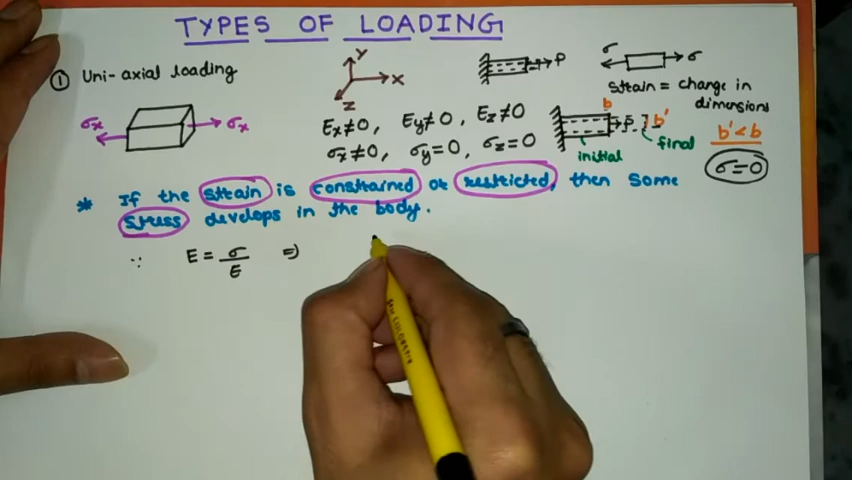 TYPES OF LOADING
① Uni-axial loading
Y
X
Z
P
σ σ
Strain = change in
dimensions
σx σx
Ex≠0, Ey≠0, Ez≠0
σx≠0, σy=0, σz=0
b
P b'
initial
final
b'<b
σ=0
* If the strain is constrained or restricted, then some
stress develops in the body.
∵ E = σ/E ⇒